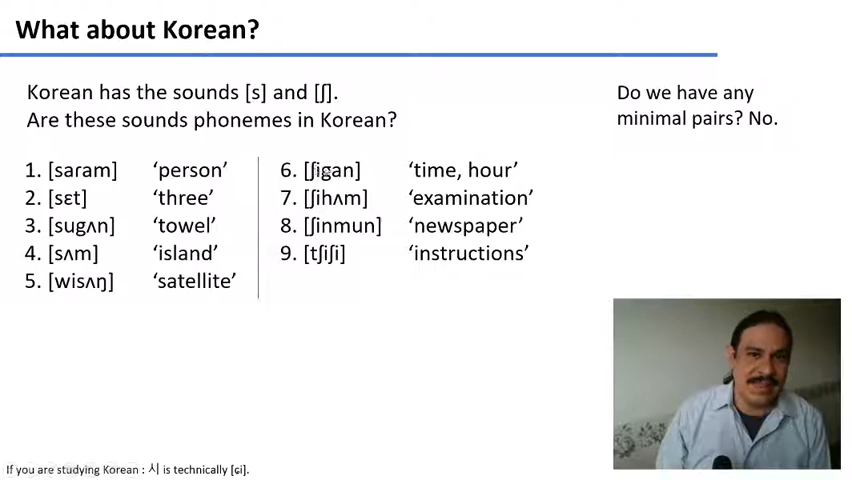 What about Korean?
Korean has the sounds [s] and [ʃ].
Are these sounds phonemes in Korean?
Do we have any
minimal pairs? No.
1. [saɾam] ‘person’
2. [sɛt] ‘three’
3. [sugʌn] ‘towel’
4. [sʌm] ‘island’
5. [wisʌŋ] ‘satellite’
6. [ʃigan] ‘time, hour’
7. [ʃihʌm] ‘examination’
8. [ʃinmun] ‘newspaper’
9. [tʃiʃi] ‘instructions’
If you are studying Korean : 시 is technically [ɕi].